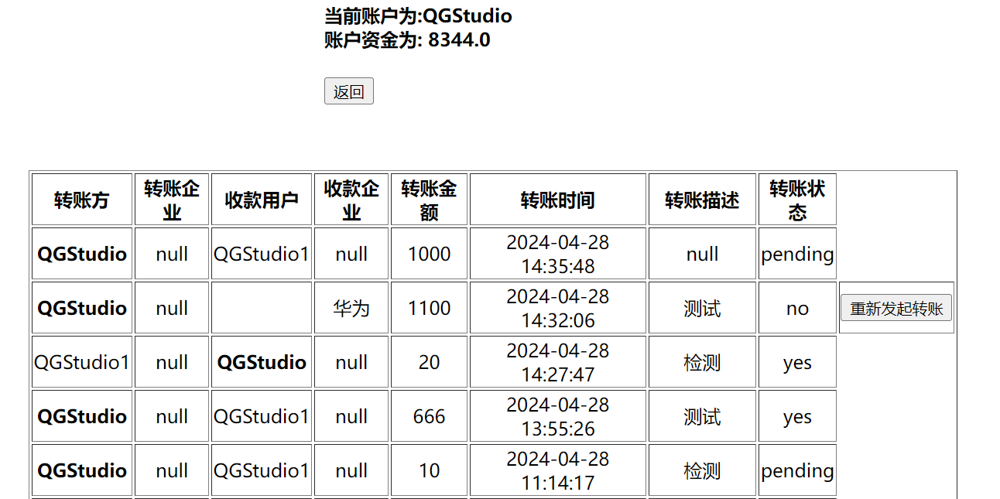 当前账户为:QGStudio
账户资金为: 8344.0
返回
转账方 转账企业 收款用户 收款企业 转账金额 转账时间 转账描述 转账状态
QGStudio null QGStudio1 null 1000 2024-04-28 14:35:48 null pending
QGStudio null 华为 1100 2024-04-28 14:32:06 测试 no 重新发起转账
QGStudio1 null QGStudio null 20 2024-04-28 14:27:47 检测 yes
QGStudio null QGStudio1 null 666 2024-04-28 13:55:26 测试 yes
QGStudio null QGStudio1 null 10 2024-04-28 11:14:17 检测 pending